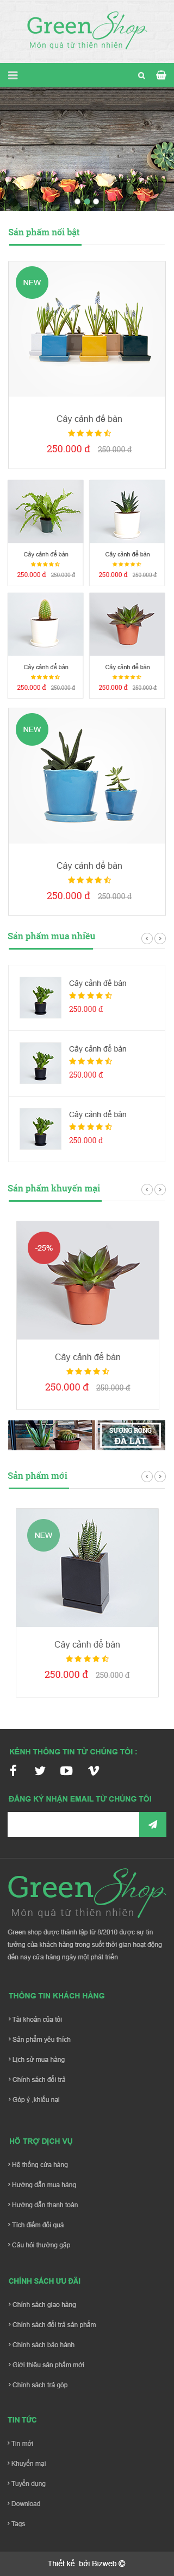 GreenShop
Món quà từ thiên nhiên
Sản phẩm nổi bật
NEW
Cây cảnh để bàn
250.000 đ 250.000 đ
Cây cảnh để bàn
250.000 đ 250.000 đ
Cây cảnh để bàn
250.000 đ 250.000 đ
Cây cảnh để bàn
250.000 đ 250.000 đ
Cây cảnh để bàn
250.000 đ 250.000 đ
NEW
Cây cảnh để bàn
250.000 đ 250.000 đ
Sản phẩm mua nhiều
Cây cảnh để bàn
250.000 đ
Cây cảnh để bàn
250.000 đ
Cây cảnh để bàn
250.000 đ
Sản phẩm khuyến mại
-25%
Cây cảnh để bàn
250.000 đ 250.000 đ
SƯƠNG RỒNG
ĐÀ LẠT
Sản phẩm mới
NEW
Cây cảnh để bàn
250.000 đ 250.000 đ
KÊNH THÔNG TIN TỪ CHÚNG TÔI :
ĐĂNG KÝ NHẬN EMAIL TỪ CHÚNG TÔI
GreenShop
Món quà từ thiên nhiên
Green shop được thành lập từ 8/2010 được sự tin
tưởng của khách hàng trong suốt thời gian hoạt động
đến nay cửa hàng ngày một phát triển
THÔNG TIN KHÁCH HÀNG
Tài khoản của tôi
Sản phẩm yêu thích
Lịch sử mua hàng
Chính sách đổi trả
Góp ý ,khiếu nại
HỖ TRỢ DỊCH VỤ
Hệ thống cửa hàng
Hướng dẫn mua hàng
Hướng dẫn thanh toán
Tích điểm đổi quà
Câu hỏi thường gặp
CHÍNH SÁCH ƯU ĐÃI
Chính sách giao hàng
Chính sách đổi trả sản phẩm
Chính sách bảo hành
Giới thiệu sản phẩm mới
Chính sách trả góp
TIN TỨC
Tin mới
Khuyến mại
Tuyển dụng
Download
Tags
Thiết kế bởi Bizweb ©